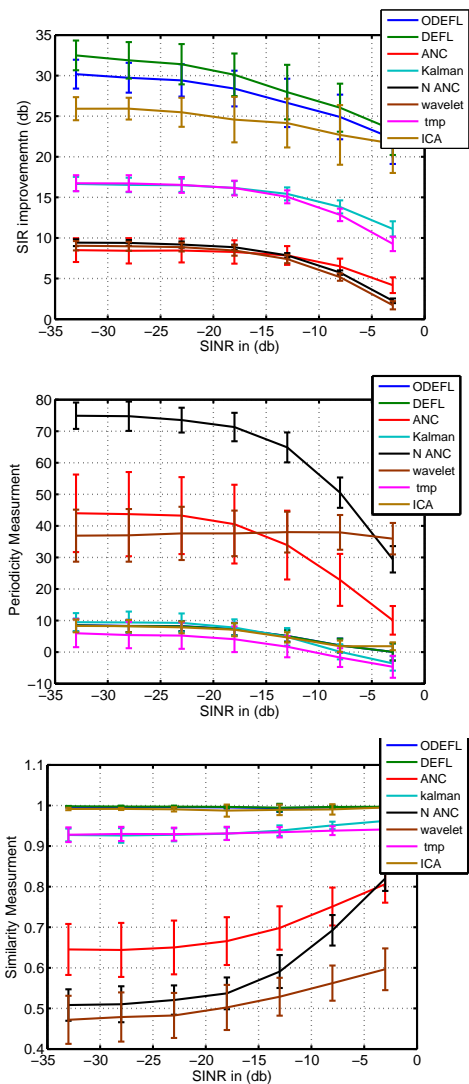 ODEFL
DEFL
ANC
Kalman
N ANC
wavelet
tmp
ICA
35
30
25
20
15
10
5
0
SIR improvememtn (db)
−35 −30 −25 −20 −15 −10 −5 0
SINR in (db)
ODEFL
DEFL
ANC
Kalman
N ANC
wavelet
tmp
ICA
80
70
60
50
40
30
20
10
0
−10
Periodicity Measurment
−35 −30 −25 −20 −15 −10 −5 0
SINR in (db)
ODEFL
DEFL
ANC
kalman
N ANC
wavelet
tmp
ICA
1.1
1
0.9
0.8
0.7
0.6
0.5
0.4
Similarity Measurment
−35 −30 −25 −20 −15 −10 −5 0
SINR in (db)